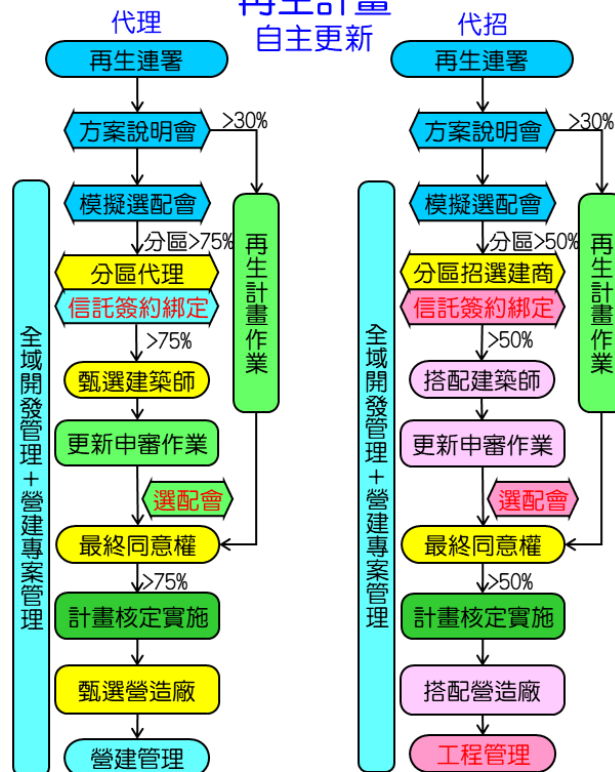 再生計畫
自主更新
代理
再生連署
方案說明會
>30%
模擬選配會
分區>75%
分區代理
信託簽約綁定
>75%
甄選建築師
更新申審作業
選配會
最終同意權
>75%
計畫核定實施
甄選營造廠
營建管理
再生計畫作業
全域開發管理+營建專案管理
代招
再生連署
方案說明會
>30%
模擬選配會
分區>50%
分區招選建商
信託簽約綁定
>50%
搭配建築師
更新申審作業
選配會
最終同意權
>50%
計畫核定實施
搭配營造廠
工程管理
再生計畫作業
全域開發管理+營建專案管理